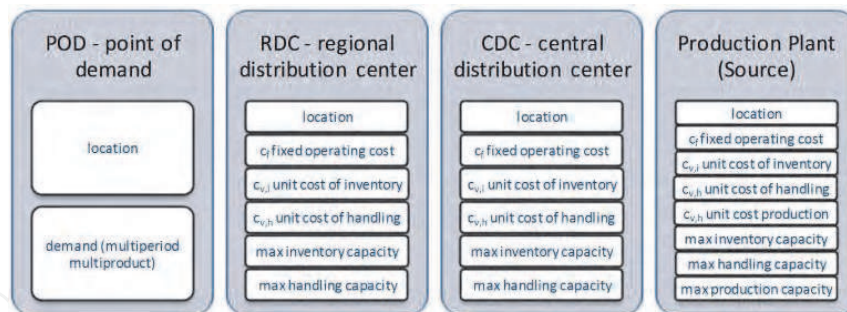 POD - point of
demand
location
demand (multiperiod
multiproduct)
RDC - regional
distribution center
location
cf fixed operating cost
cv,i unit cost of inventory
cv,h unit cost of handling
max inventory capacity
max handling capacity
CDC - central
distribution center
location
cf fixed operating cost
cv,i unit cost of inventory
cv,h unit cost of handling
max inventory capacity
max handling capacity
Production Plant
(Source)
location
cf fixed operating cost
cv,i unit cost of inventory
cv,h unit cost of handling
cv,h unit cost production
max inventory capacity
max handling capacity
max production capacity